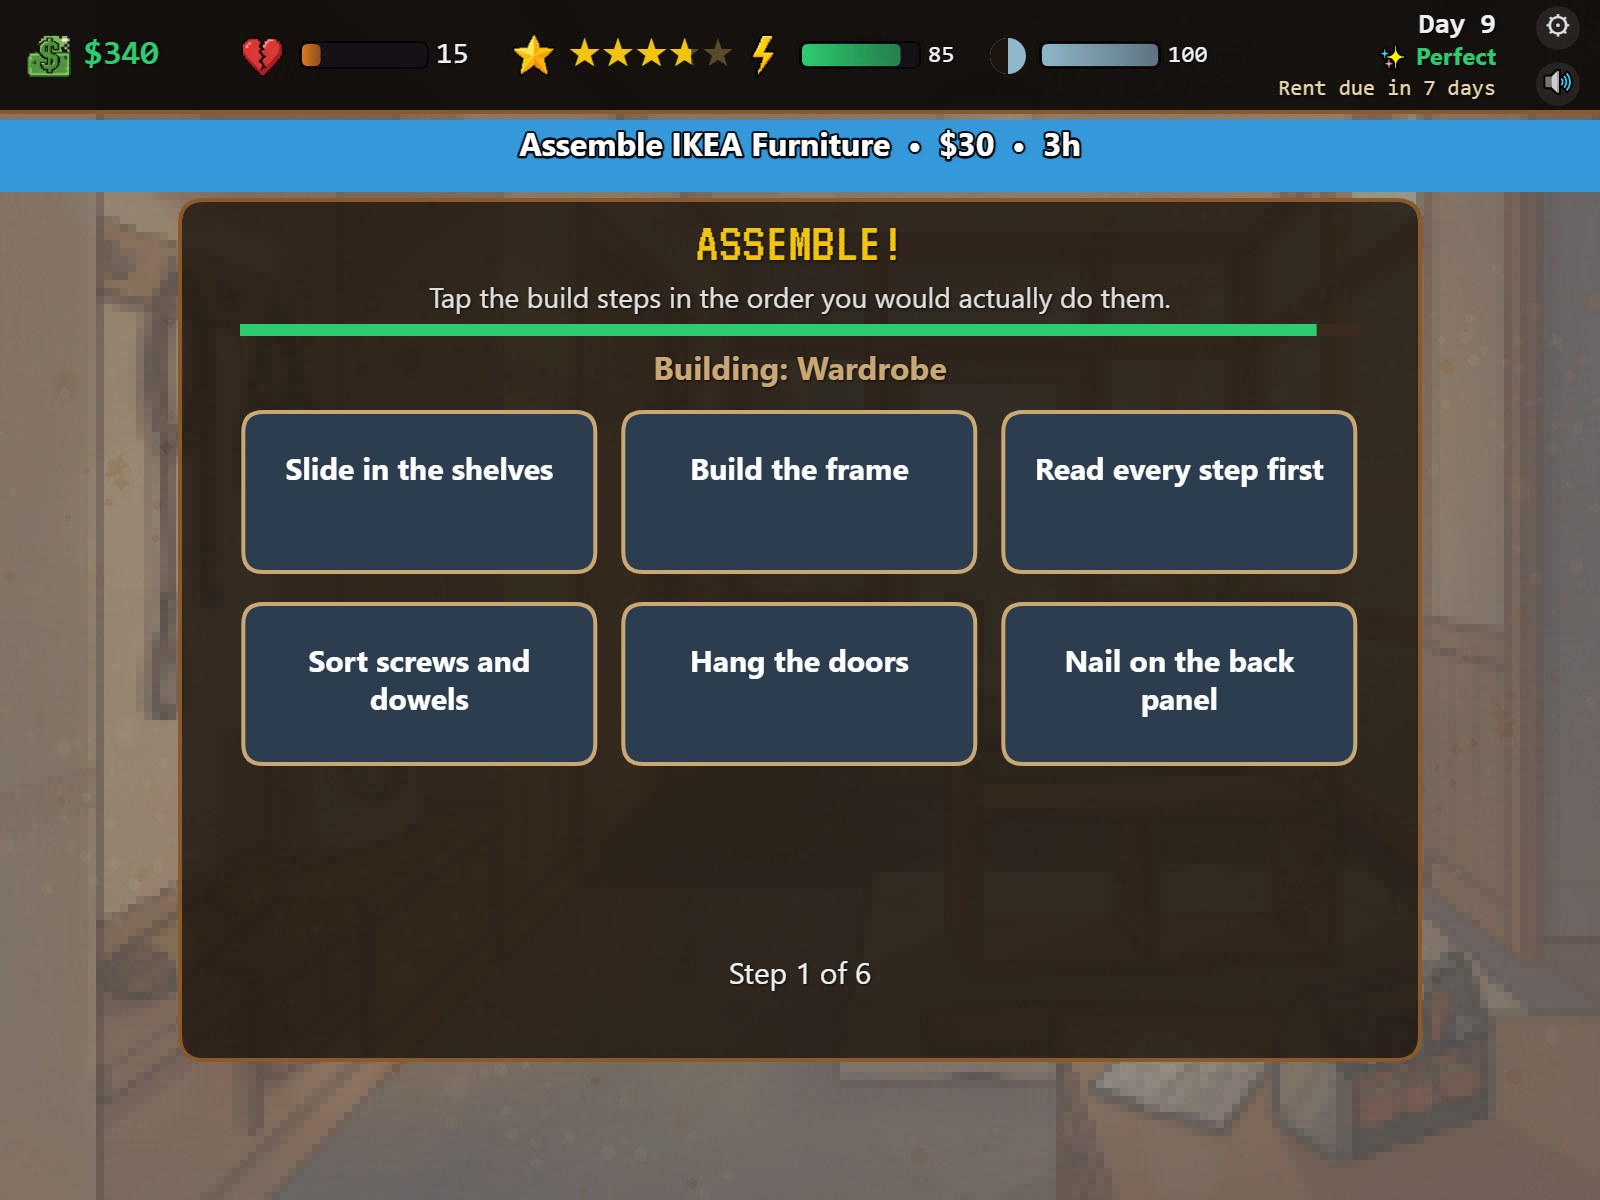 $340
15
85
100
Day 9
Perfect
Rent due in 7 days
Assemble IKEA Furniture • $30 • 3h
ASSEMBLE!
Tap the build steps in the order you would actually do them.
Building: Wardrobe
Slide in the shelves
Build the frame
Read every step first
Sort screws and
dowels
Hang the doors
Nail on the back
panel
Step 1 of 6